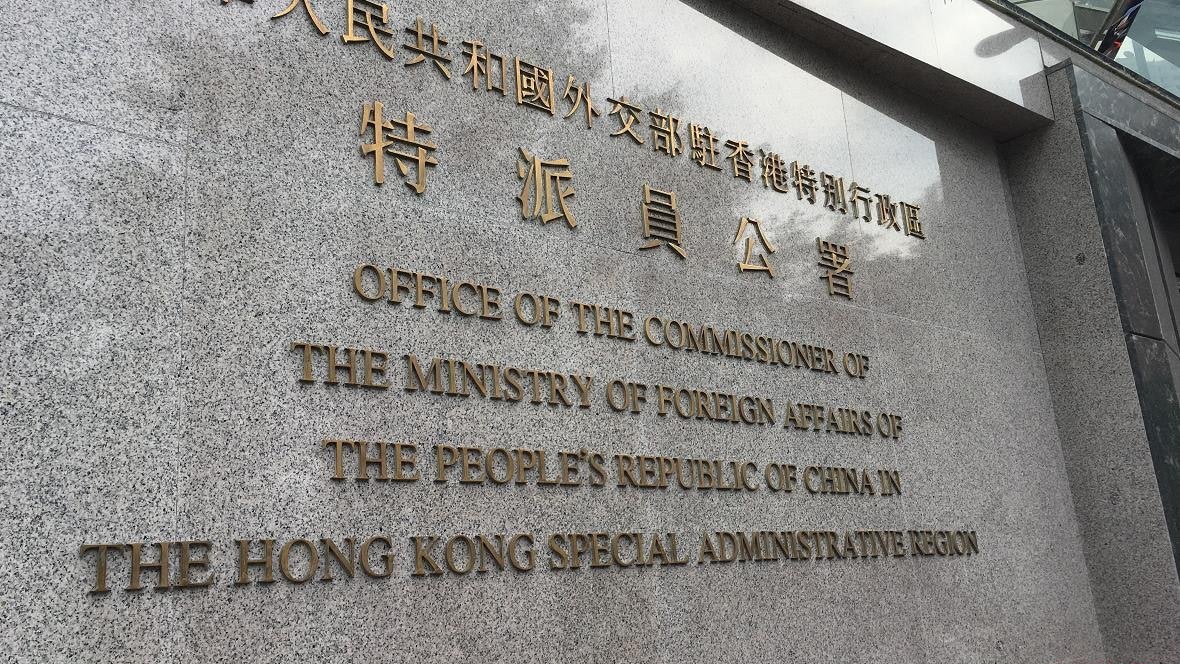 人民共和國外交部駐香港特別行政區
特派員公署
OFFICE OF THE COMMISSIONER OF
THE MINISTRY OF FOREIGN AFFAIRS OF
THE PEOPLE'S REPUBLIC OF CHINA IN
THE HONG KONG SPECIAL ADMINISTRATIVE REGION